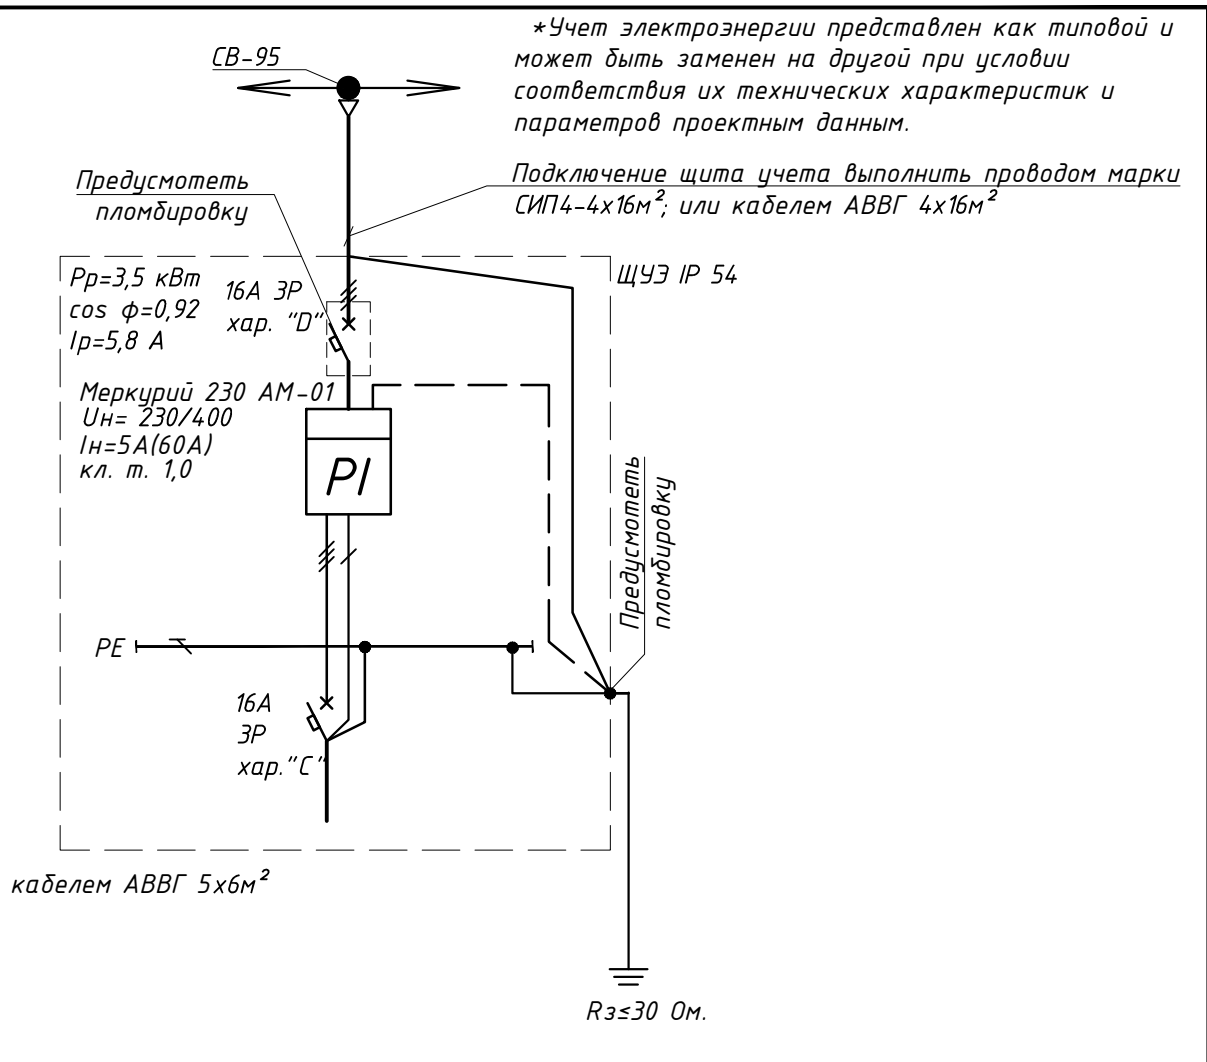 *Учет электроэнергии представлен как типовой и
может быть заменен на другой при условии
соответствия их технических характеристик и
параметров проектным данным.
СВ-95
Предусмотеть
пломбировку
Подключение щита учета выполнить проводом марки
СИП4-4х16м²; или кабелем АВВГ 4х16м²
ЩУЭ IP 54
Рр=3,5 кВт
cos ф=0,92
Iр=5,8 А
16А 3Р
хар. "D"
Меркурий 230 АМ-01
Uн= 230/400
Iн=5А(60А)
кл. т. 1,0
PI
Предусмотеть
пломбировку
PE
16А
3Р
хар."С"
кабелем АВВГ 5х6м²
Rз≤30 Ом.